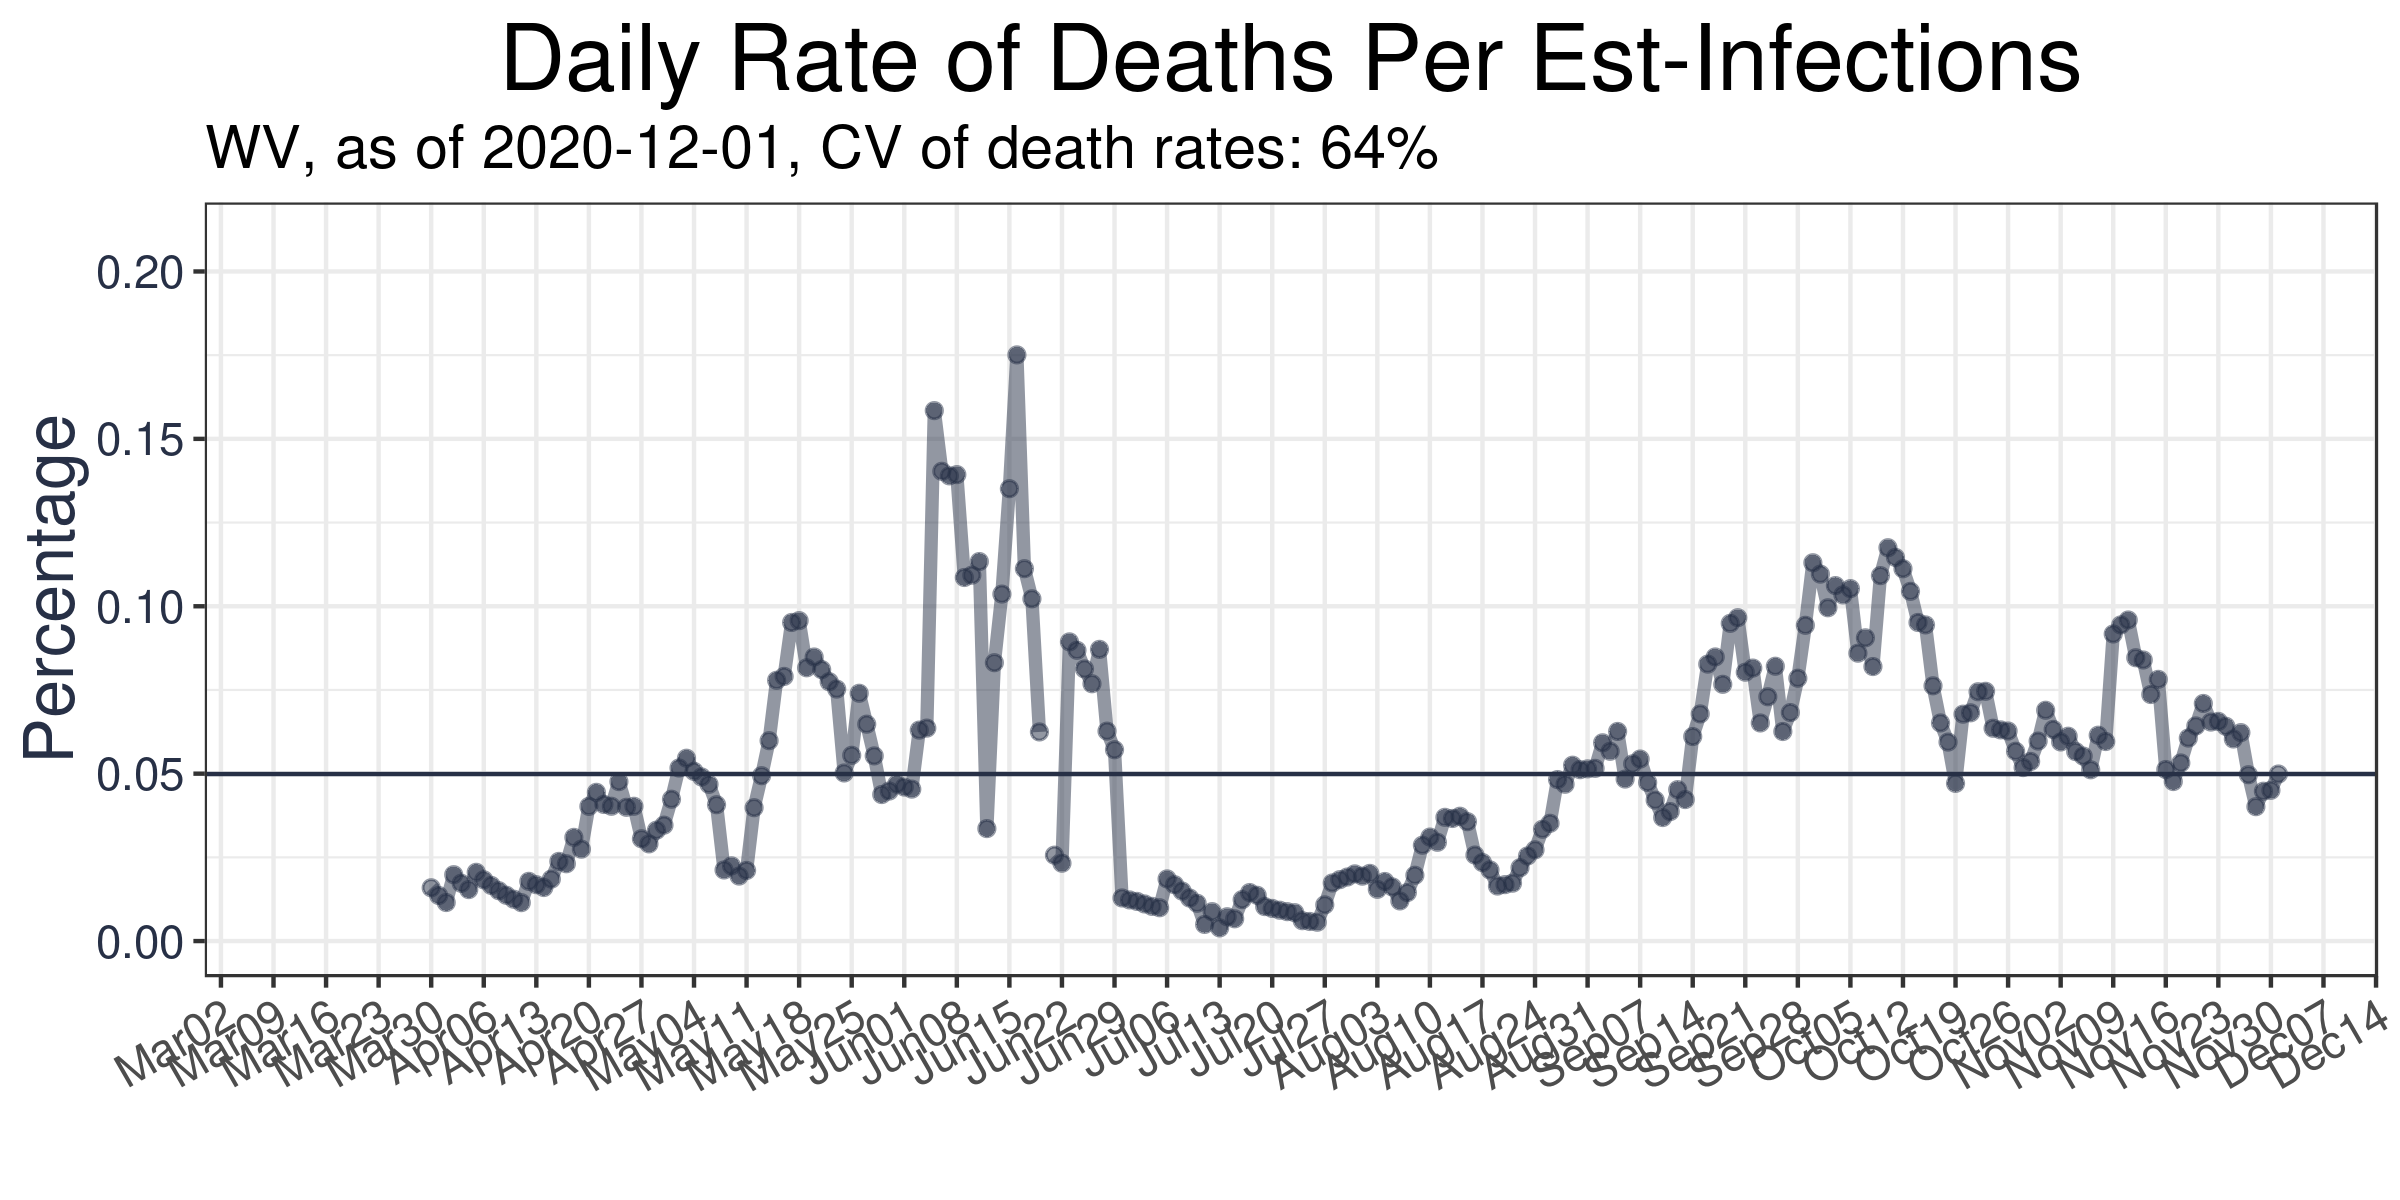 Daily Rate of Deaths Per Est-Infections
WV, as of 2020-12-01, CV of death rates: 64%
Percentage
0.20
0.15
0.10
0.05
0.00
Mar02
Mar09
Mar16
Mar23
Mar30
Apr06
Apr13
Apr20
Apr27
May04
May11
May18
May25
Jun01
Jun08
Jun15
Jun22
Jun29
Jul06
Jul13
Jul20
Jul27
Aug03
Aug10
Aug17
Aug24
Aug31
Sep07
Sep14
Sep21
Sep28
Oct05
Oct12
Oct19
Oct26
Nov02
Nov09
Nov16
Nov23
Nov30
Dec07
Dec14